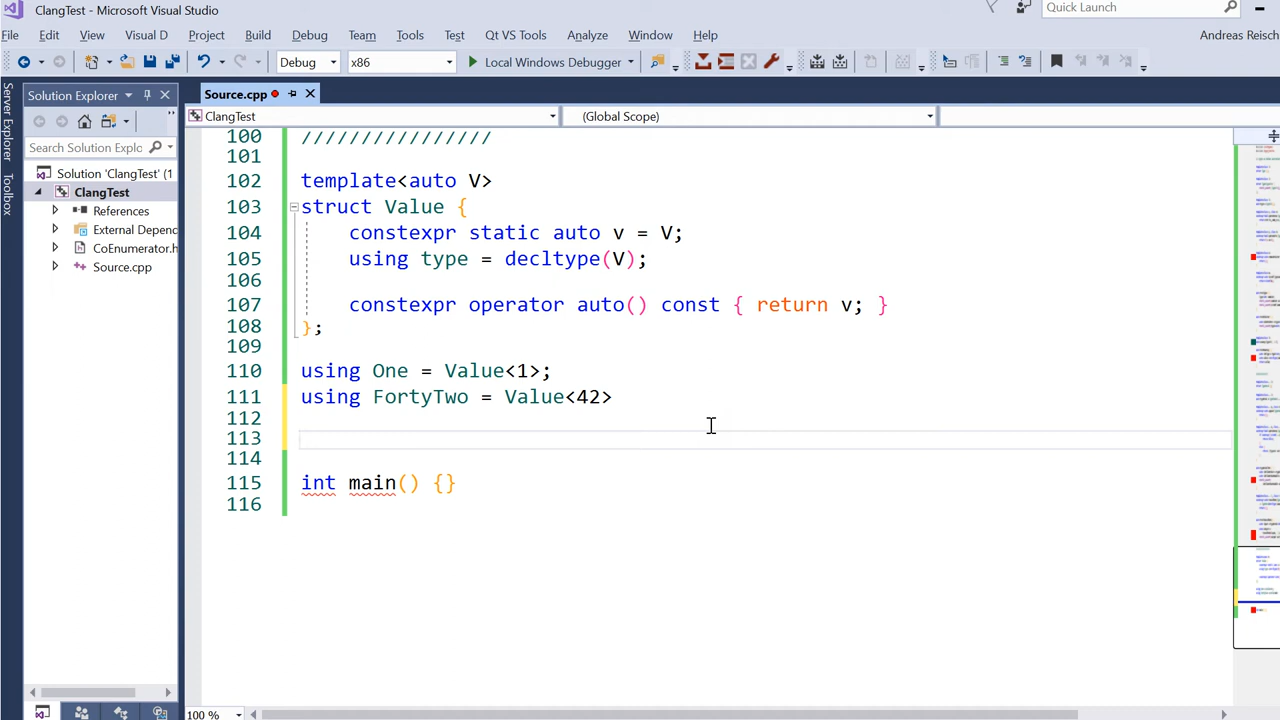 ClangTest - Microsoft Visual Studio
Quick Launch
File Edit View Visual D Project Build Debug Team Tools Test Qt VS Tools Analyze Window Help
Andreas Reisch
Debug x86 Local Windows Debugger
Server Explorer
Toolbox
Solution Explorer
Search Solution Explo
Solution 'ClangTest' (1
ClangTest
References
External Depenc
CoEnumerator.h
Source.cpp
Source.cpp
ClangTest (Global Scope)
100 ////////////////
101
102 template<auto V>
103 struct Value {
104 constexpr static auto v = V;
105 using type = decltype(V);
106
107 constexpr operator auto() const { return v; }
108 };
109
110 using One = Value<1>;
111 using FortyTwo = Value<42>
112
113
114
115 int main() {}
116
100 %